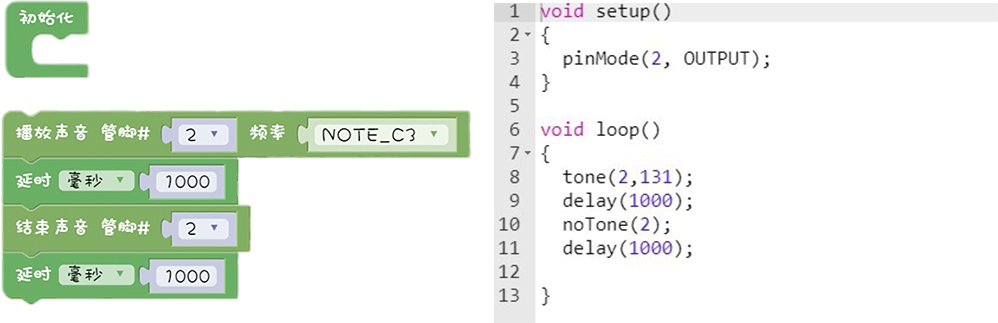 初始化
播放声音 管脚# 2 频率 NOTE_C3
延时 毫秒 1000
结束声音 管脚# 2
延时 毫秒 1000
1 void setup()
2 {
3 pinMode(2, OUTPUT);
4 }
5
6 void loop()
7 {
8 tone(2,131);
9 delay(1000);
10 noTone(2);
11 delay(1000);
12
13 }